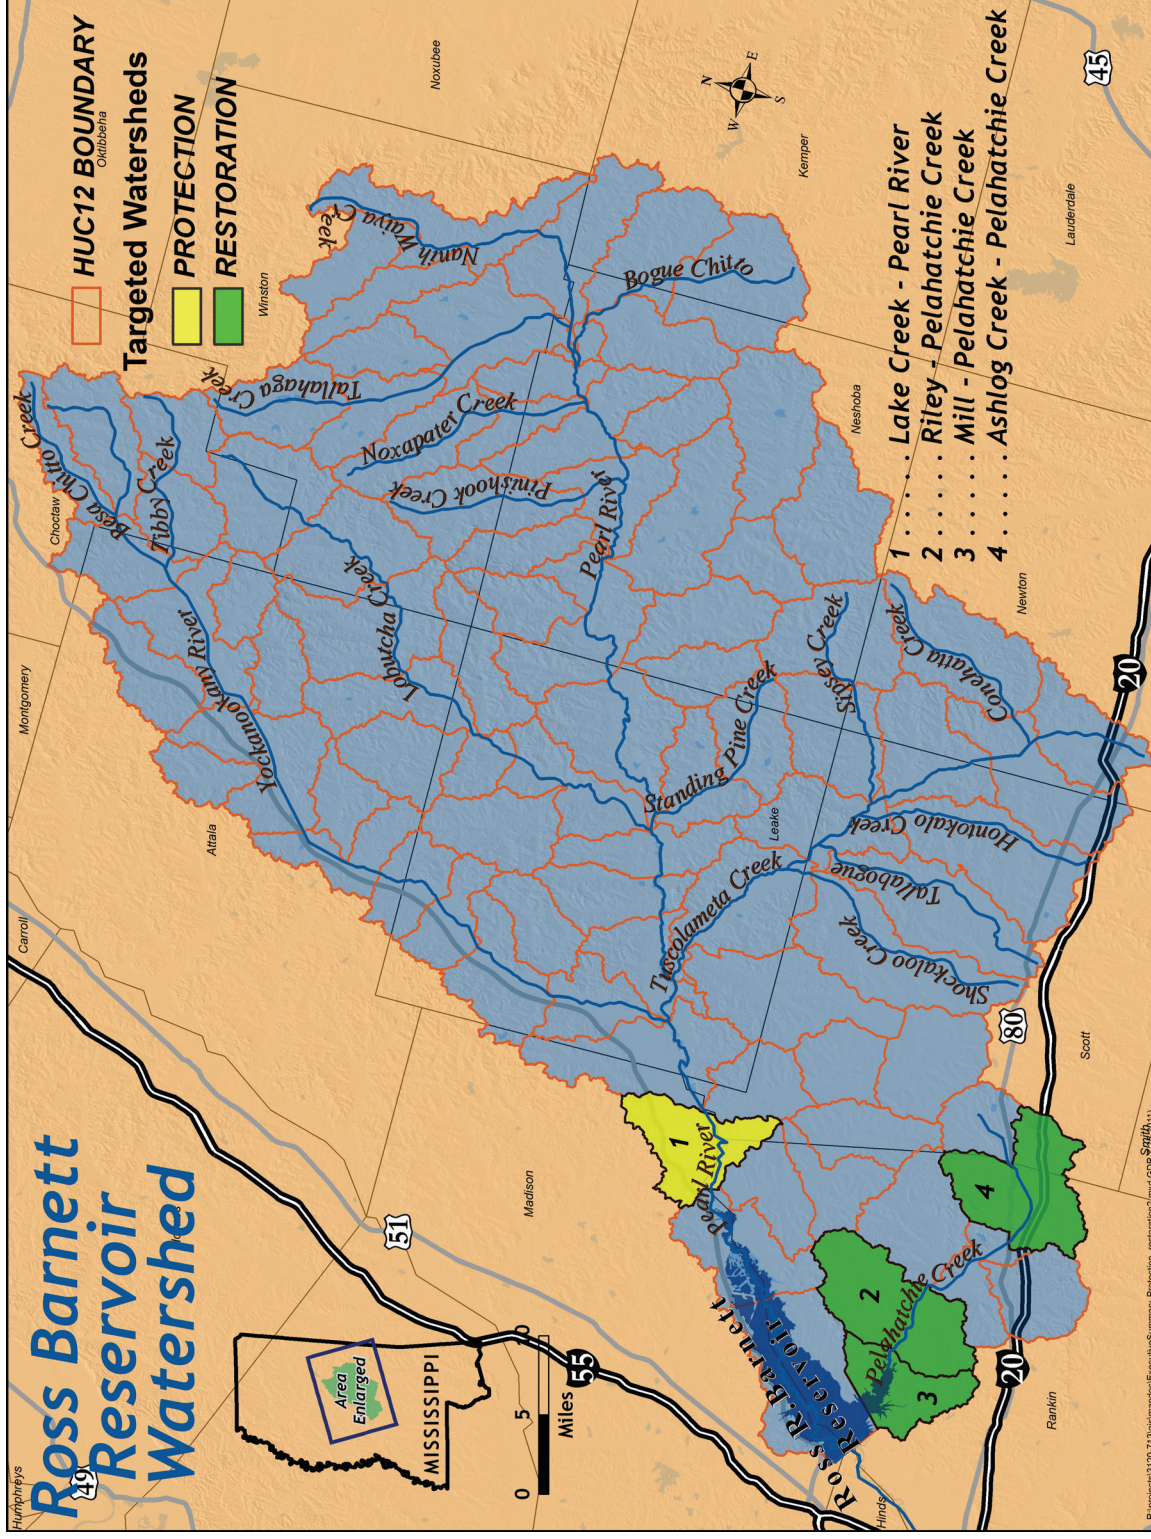 Ross Barnett
Reservoir
Watershed
HUC12 BOUNDARY
Targeted Watersheds
PROTECTION
RESTORATION
1 . . . . . Lake Creek - Pearl River
2 . . . . . Riley - Pelahatchie Creek
3 . . . . . Mill - Pelahatchie Creek
4 . . . . . Ashlog Creek - Pelahatchie Creek
Area
Enlarged
MISSISSIPPI
0 5 10
Miles
N
E
S
W
Humphreys
Carroll
Montgomery
Choctaw
Oktibbeha
Noxubee
Winston
Attala
Madison
Leake
Neshoba
Kemper
Lauderdale
Newton
Scott
Smith
Rankin
Hinds
49
51
55
20
20
80
45
Besa Chitto Creek
Tibby Creek
Yockanookany River
Lobutcha Creek
Tallahaga Creek
Noxapater Creek
Pinishook Creek
Nanih Waiya Creek
Bogue Chitto
Pearl River
Standing Pine Creek
Sipsey Creek
Conehatta Creek
Hontokalo Creek
Tallabogue
Shockaloo Creek
Tuscolameta Creek
Pearl River
Pelahatchie Creek
Ross R. Barnett
Reservoir
1
2
3
4